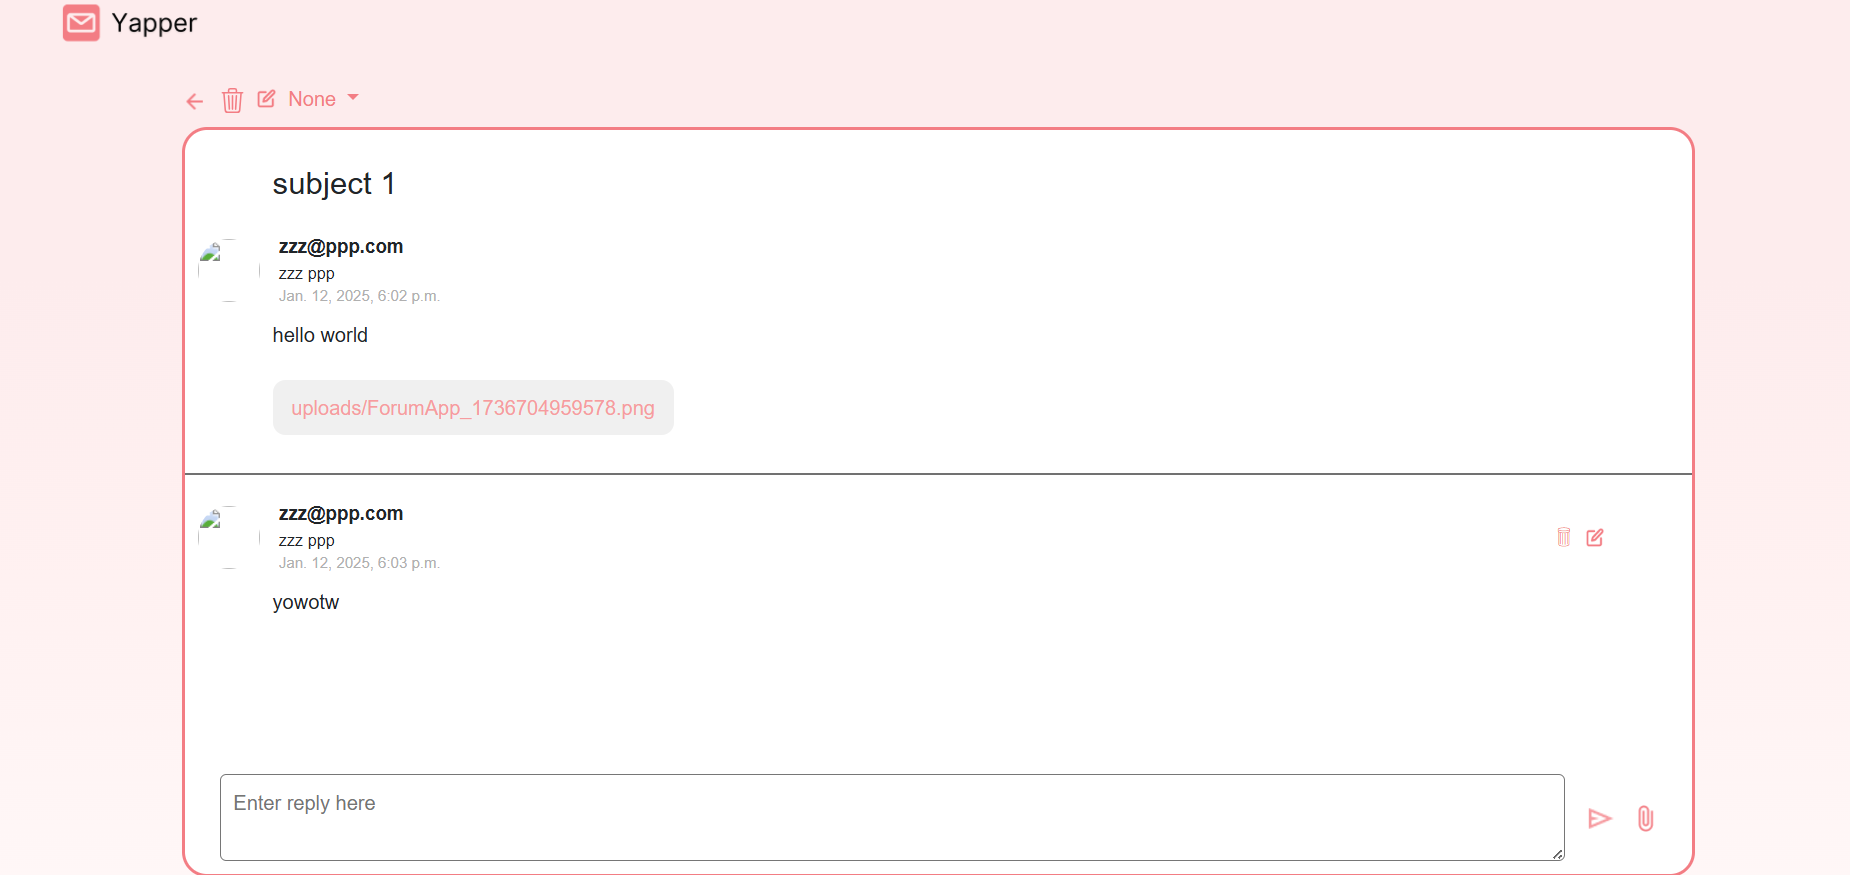 Yapper
None
subject 1
zzz@ppp.com
zzz ppp
Jan. 12, 2025, 6:02 p.m.
hello world
uploads/ForumApp_1736704959578.png
zzz@ppp.com
zzz ppp
Jan. 12, 2025, 6:03 p.m.
yowotw
Enter reply here